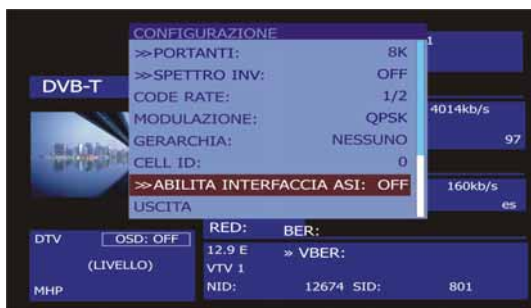 CONFIGURAZIONE
>>PORTANTI: 8K
>>SPETTRO INV: OFF
CODE RATE: 1/2
MODULAZIONE: QPSK
GERARCHIA: NESSUNO
CELL ID: 0
>>ABILITA INTERFACCIA ASI: OFF
USCITA
1
DVB-T
4014kb/s
97
160kb/s
es
DTV OSD: OFF
(LIVELLO)
MHP
RED: BER:
12.9 E » VBER:
VTV 1
NID: 12674 SID: 801